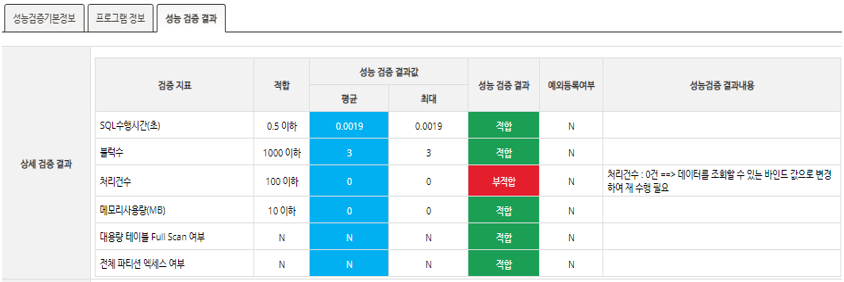 성능검증기본정보 프로그램 정보 성능 검증 결과
상세 검증 결과
검증 지표 적합 성능 검증 결과값 성능 검증 결과 예외등록여부 성능검증 결과내용
평균 최대
SQL수행시간(초) 0.5 이하 0.0019 0.0019 적합 N
블럭수 1000 이하 3 3 적합 N
처리건수 100 이하 0 0 부적합 N 처리건수 : 0건 ==> 데이터를 조회할 수 있는 바인드 값으로 변경
하여 재 수행 필요
메모리사용량(MB) 10 이하 0 0 적합 N
대용량 테이블 Full Scan 여부 N N N 적합 N
전체 파티션 엑세스 여부 N N N 적합 N